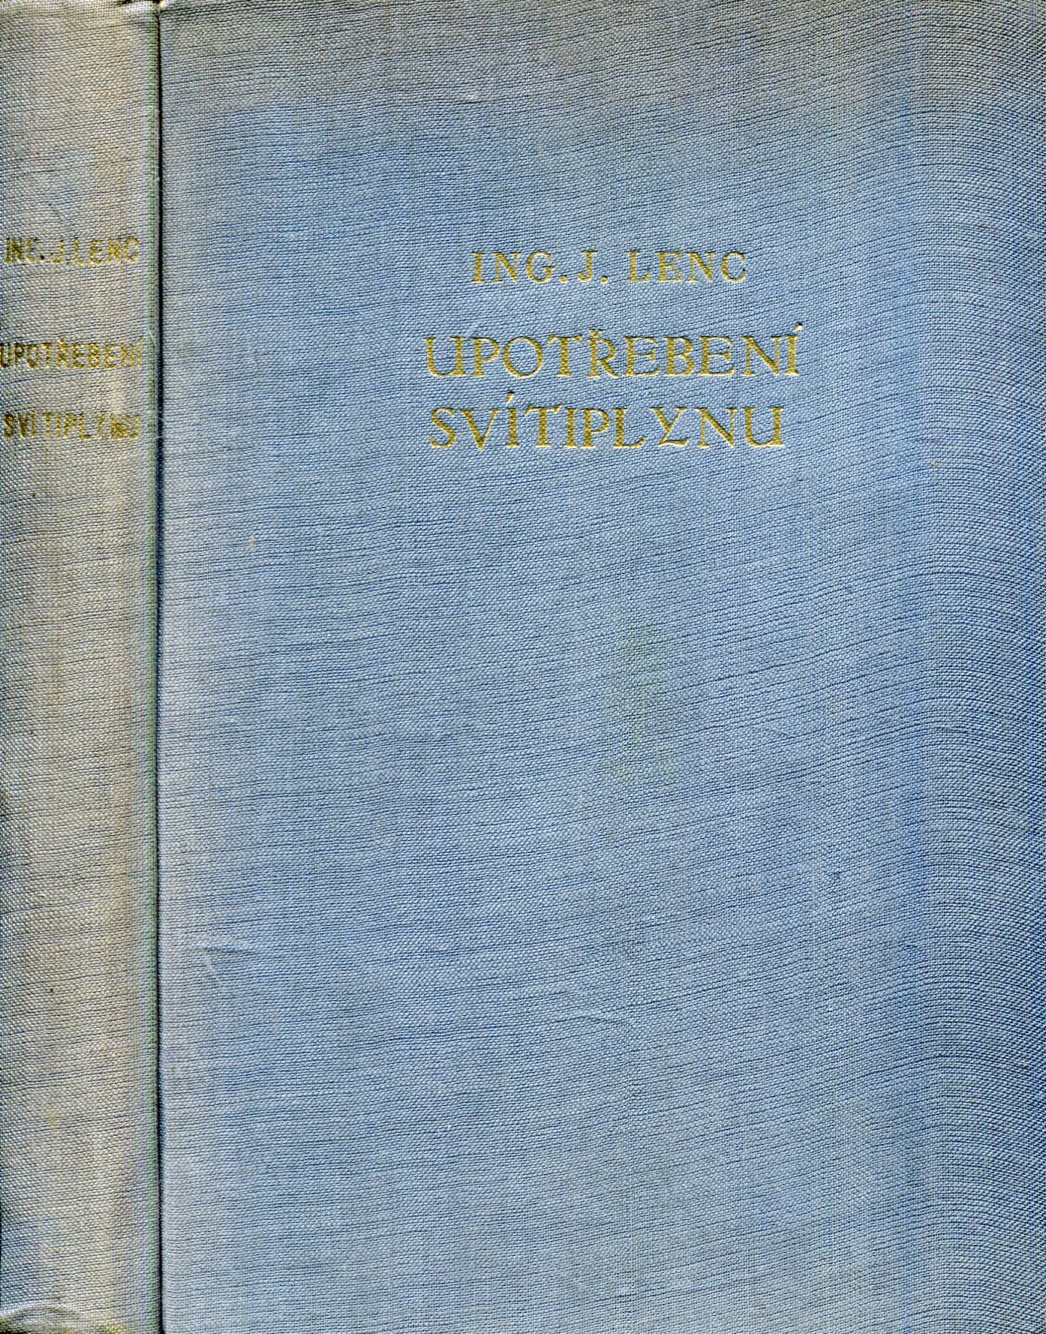 ING. J. LENC
UPOTŘEBENÍ
SVÍTIPLYNU
ING. J. LENC
UPOTŘEBENÍ
SVÍTIPLYNU